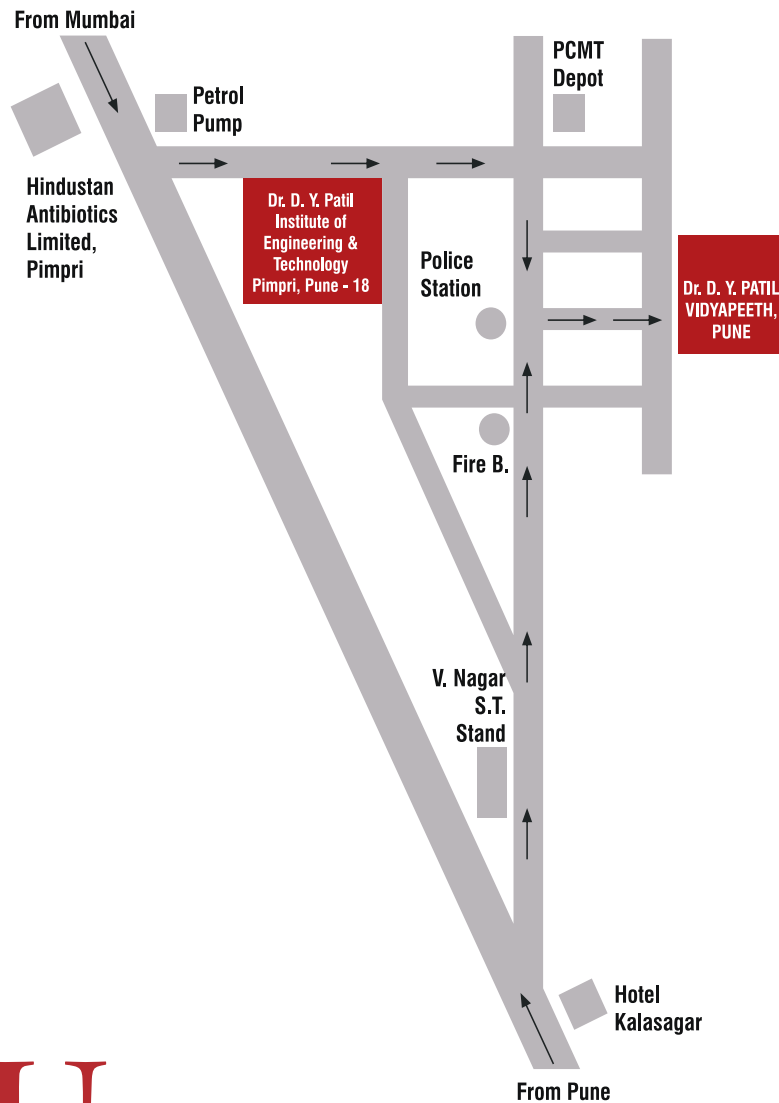 From Mumbai
PCMT
Depot
Petrol
Pump
Hindustan
Antibiotics
Limited,
Pimpri
Dr. D. Y. Patil
Institute of
Engineering &
Technology
Pimpri, Pune - 18
Police
Station
Dr. D. Y. PATIL
VIDYAPEETH,
PUNE
Fire B.
V. Nagar
S.T.
Stand
Hotel
Kalasagar
From Pune